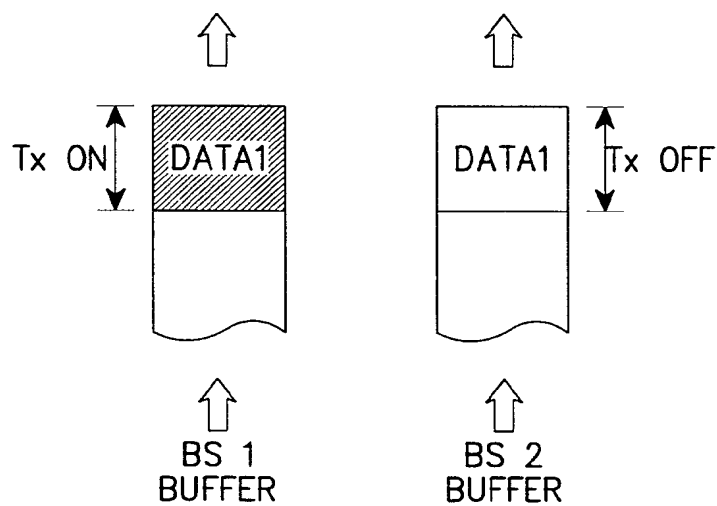 Tx ON
DATA1
DATA1
Tx OFF
BS 1
BUFFER
BS 2
BUFFER